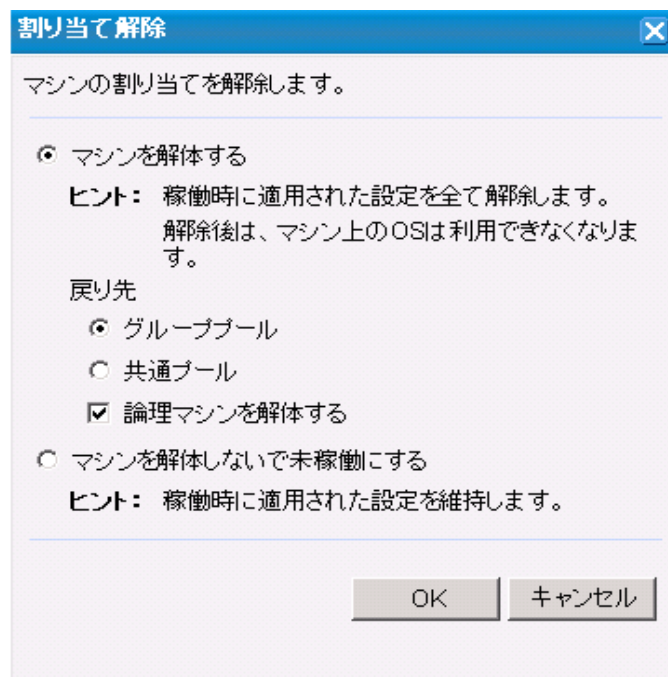 割り当て解除
マシンの割り当てを解除します。
マシンを解体する
ヒント： 稼働時に適用された設定を全て解除します。
解除後は、マシン上のOSは利用できなくなりま
す。
戻り先
グループプール
共通プール
論理マシンを解体する
マシンを解体しないで未稼働にする
ヒント： 稼働時に適用された設定を維持します。
OK キャンセル